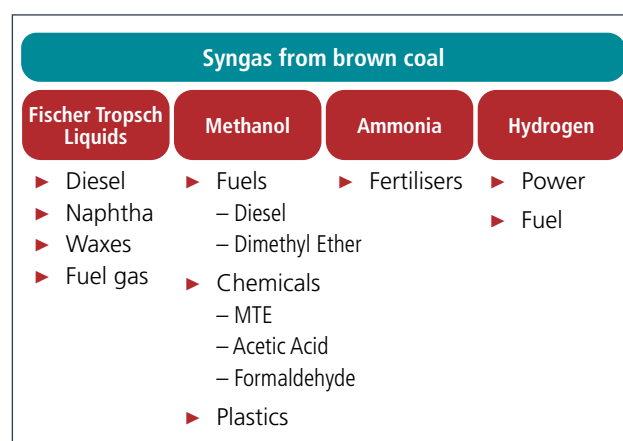 Syngas from brown coal
Fischer Tropsch
Liquids
► Diesel
► Naphtha
► Waxes
► Fuel gas
Methanol
► Fuels
– Diesel
– Dimethyl Ether
► Chemicals
– MTE
– Acetic Acid
– Formaldehyde
► Plastics
Ammonia
► Fertilisers
Hydrogen
► Power
► Fuel